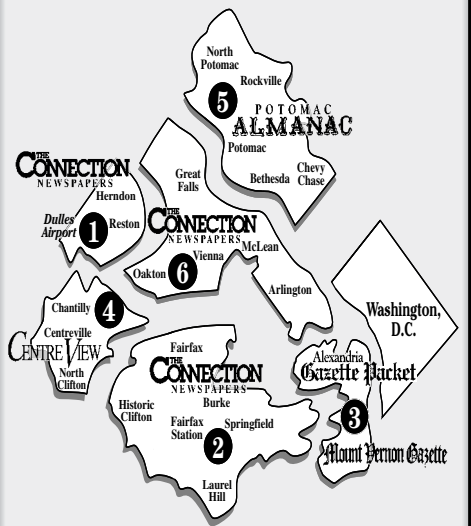 North
Potomac
Rockville
5
POTOMAC
ALMANAC
Potomac
Bethesda
Chevy
Chase
THE
CONNECTION
NEWSPAPERS
Herndon
Dulles
Airport
1
Reston
Great
Falls
THE
CONNECTION
NEWSPAPERS
McLean
Vienna
Oakton
6
Arlington
Washington,
D.C.
Chantilly
4
Centreville
CENTRE VIEW
North
Clifton
Fairfax
THE
CONNECTION
NEWSPAPERS
Burke
Historic
Clifton
Fairfax
Station
Springfield
2
Laurel
Hill
Alexandria
Gazette Packet
3
Mount Vernon Gazette